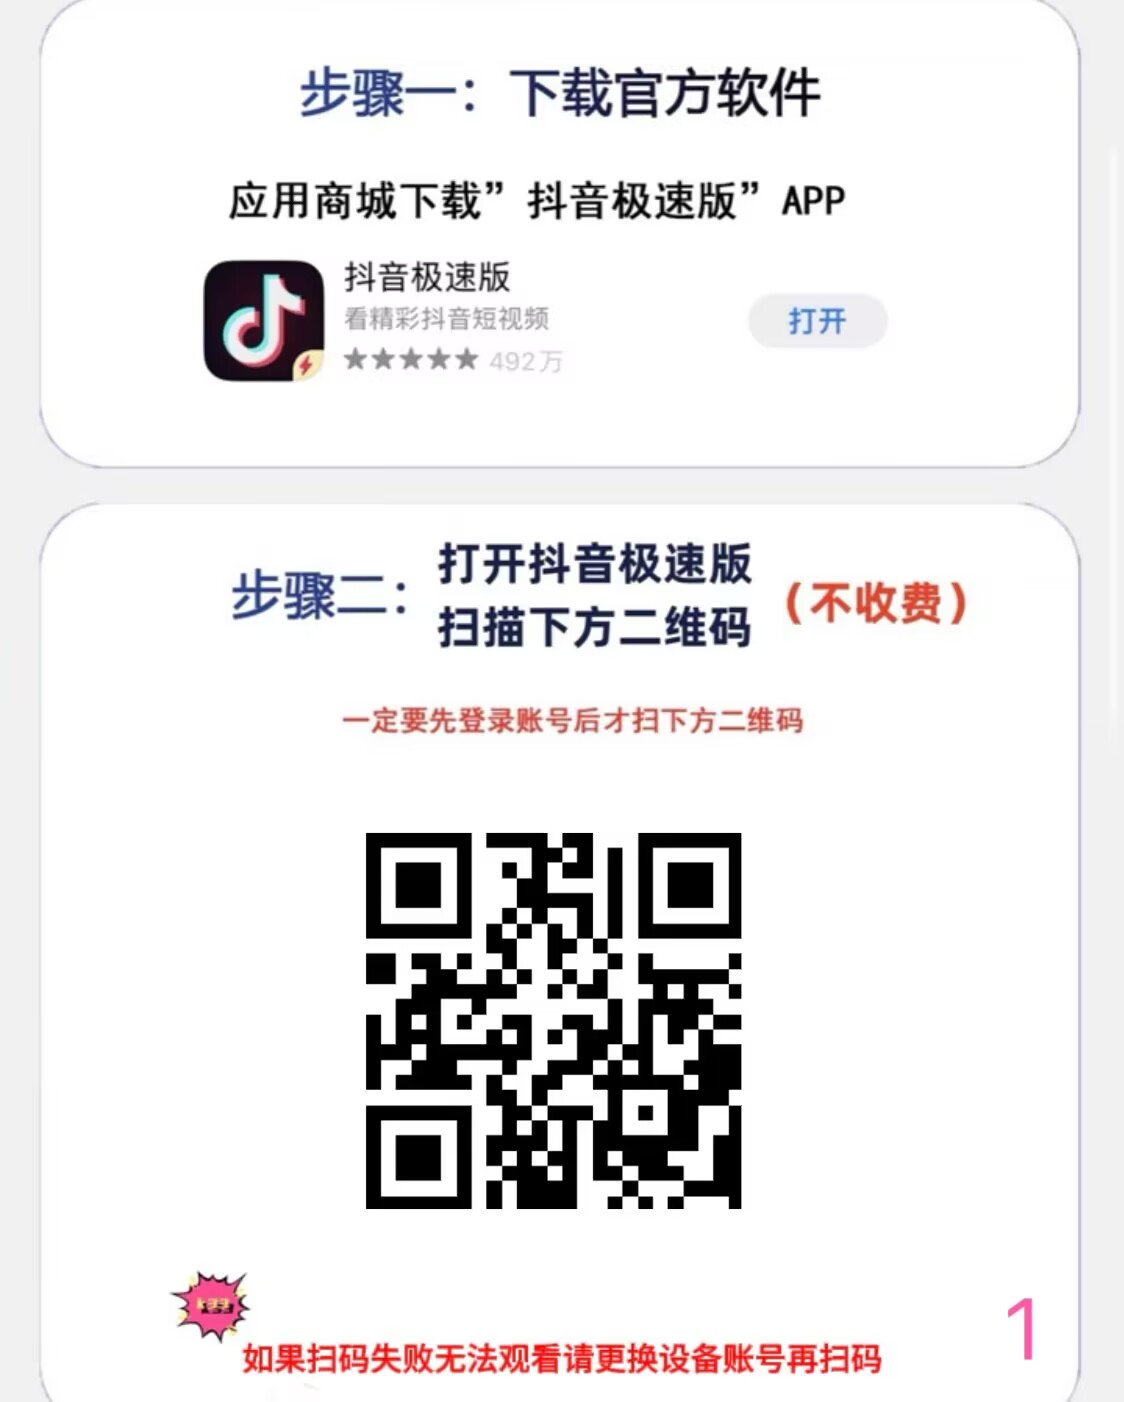 步骤一：下载官方软件
应用商城下载”抖音极速版”APP
抖音极速版
看精彩抖音短视频
492万
打开
步骤二：
打开抖音极速版
扫描下方二维码
（不收费）
一定要先登录账号后才扫下方二维码
如果扫码失败无法观看请更换设备账号再扫码
1